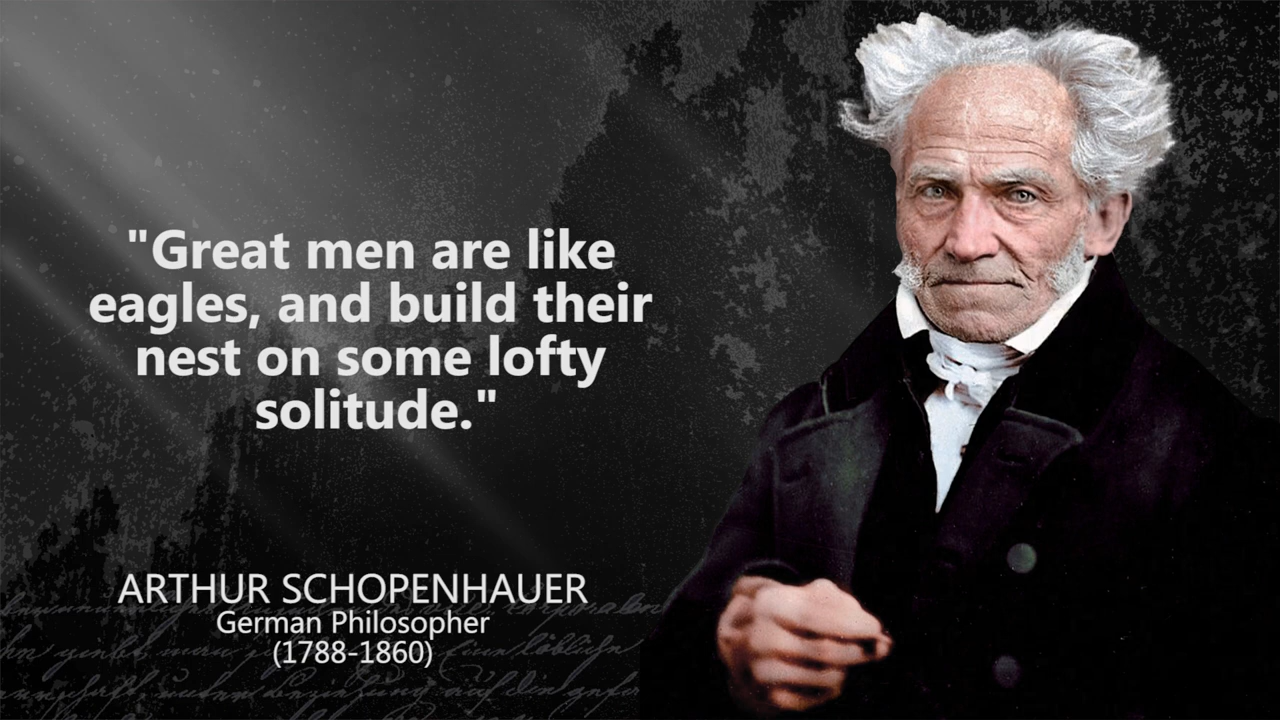 "Great men are like
eagles, and build their
nest on some lofty
solitude."
ARTHUR SCHOPENHAUER
German Philosopher
(1788-1860)